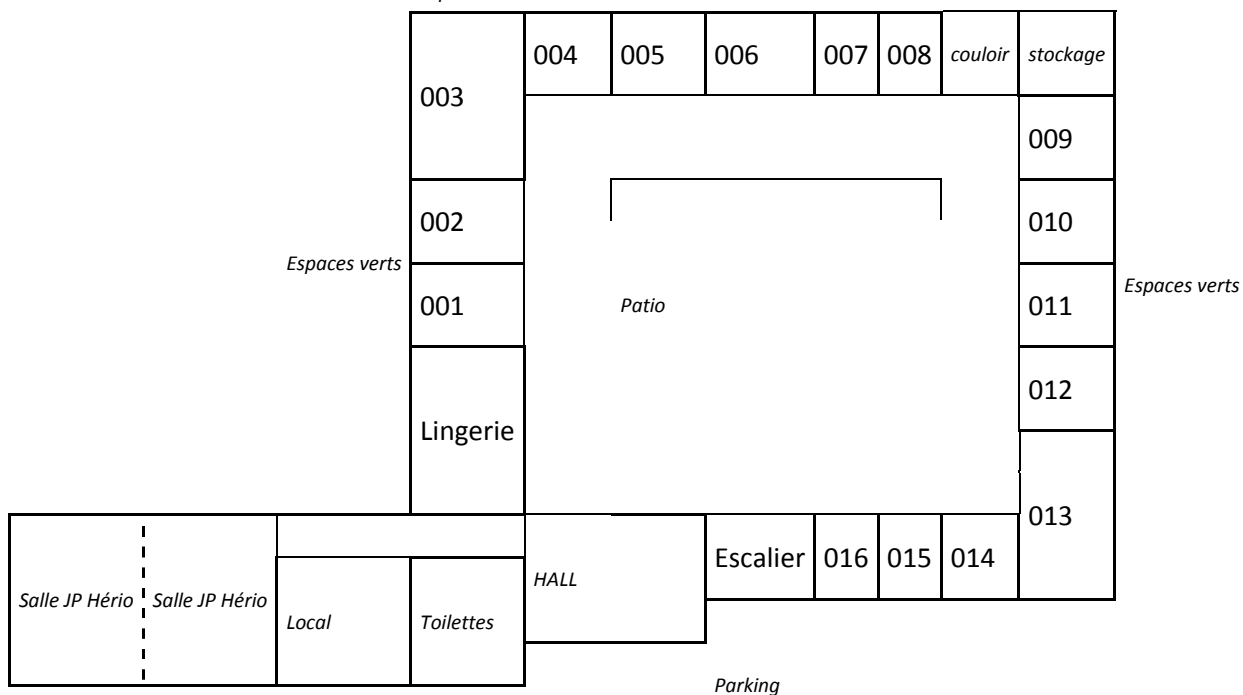 004 005 006 007 008 couloir stockage
003
009
002 010
Espaces verts
Espaces verts
001 Patio 011
012
Lingerie
013
Escalier 016 015 014
HALL
Salle JP Hério Salle JP Hério
Local Toilettes
Parking